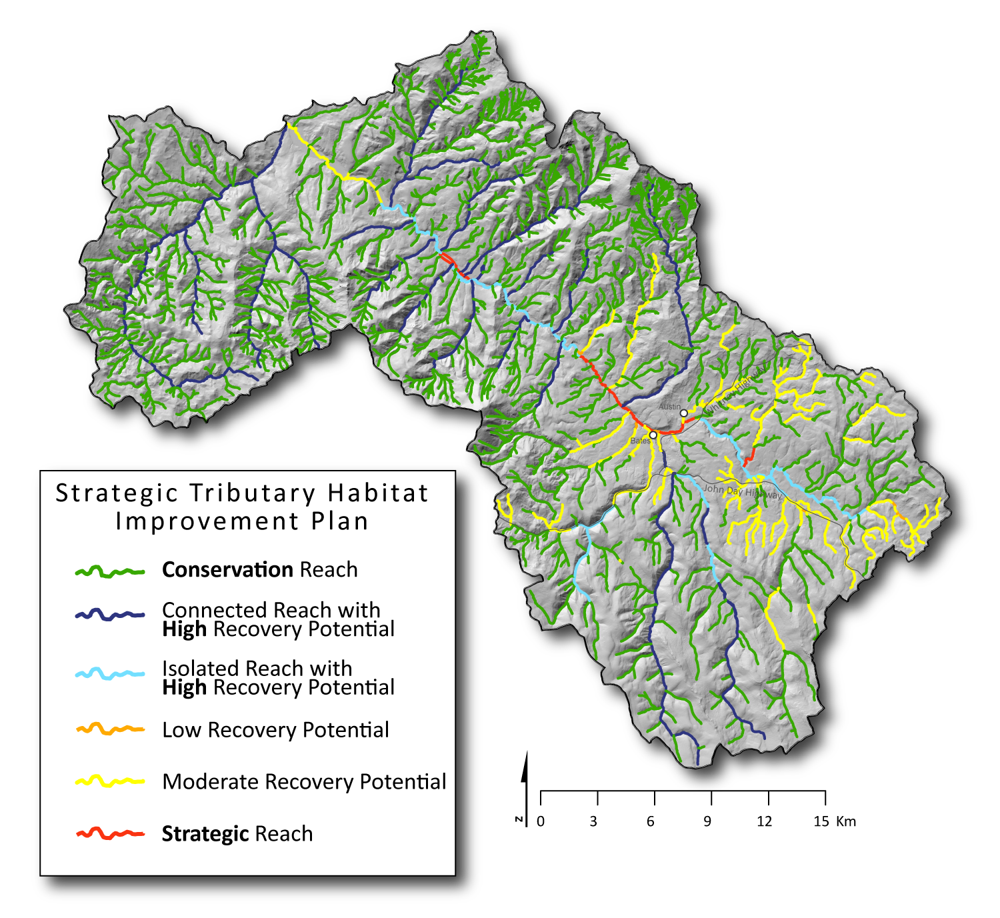 Austin
Whitney Highway
Bates
John Day Highway
Strategic Tributary Habitat
Improvement Plan
Conservation Reach
Connected Reach with
High Recovery Potential
Isolated Reach with
High Recovery Potential
Low Recovery Potential
Moderate Recovery Potential
Strategic Reach
N
0 3 6 9 12 15 Km